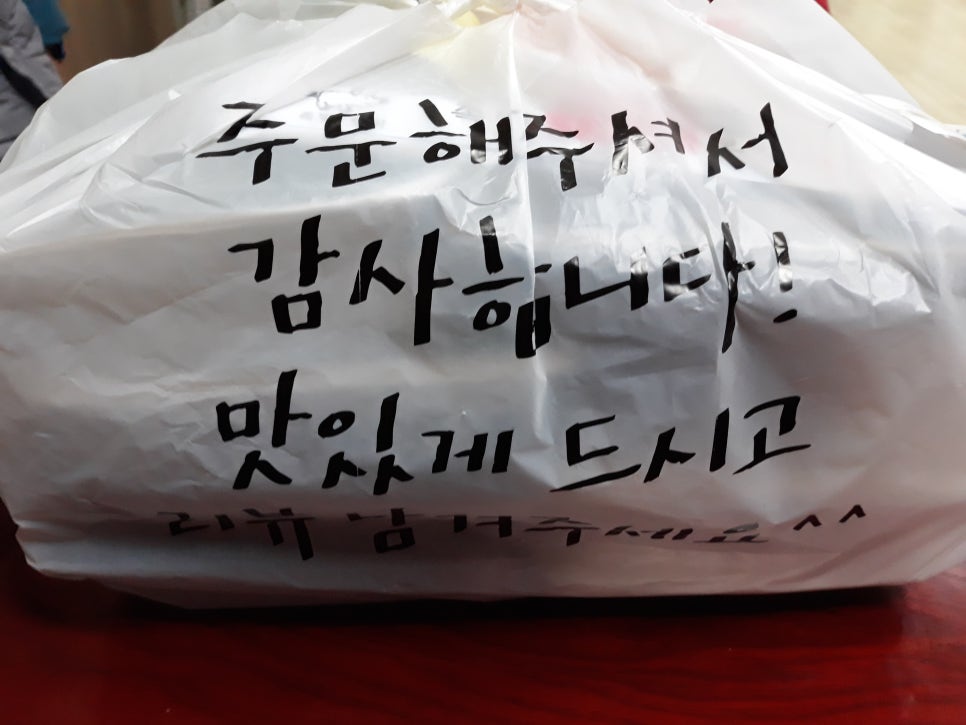 주문해주셔서
감사합니다!
맛있게 드시고
리뷰 남겨주세요^^